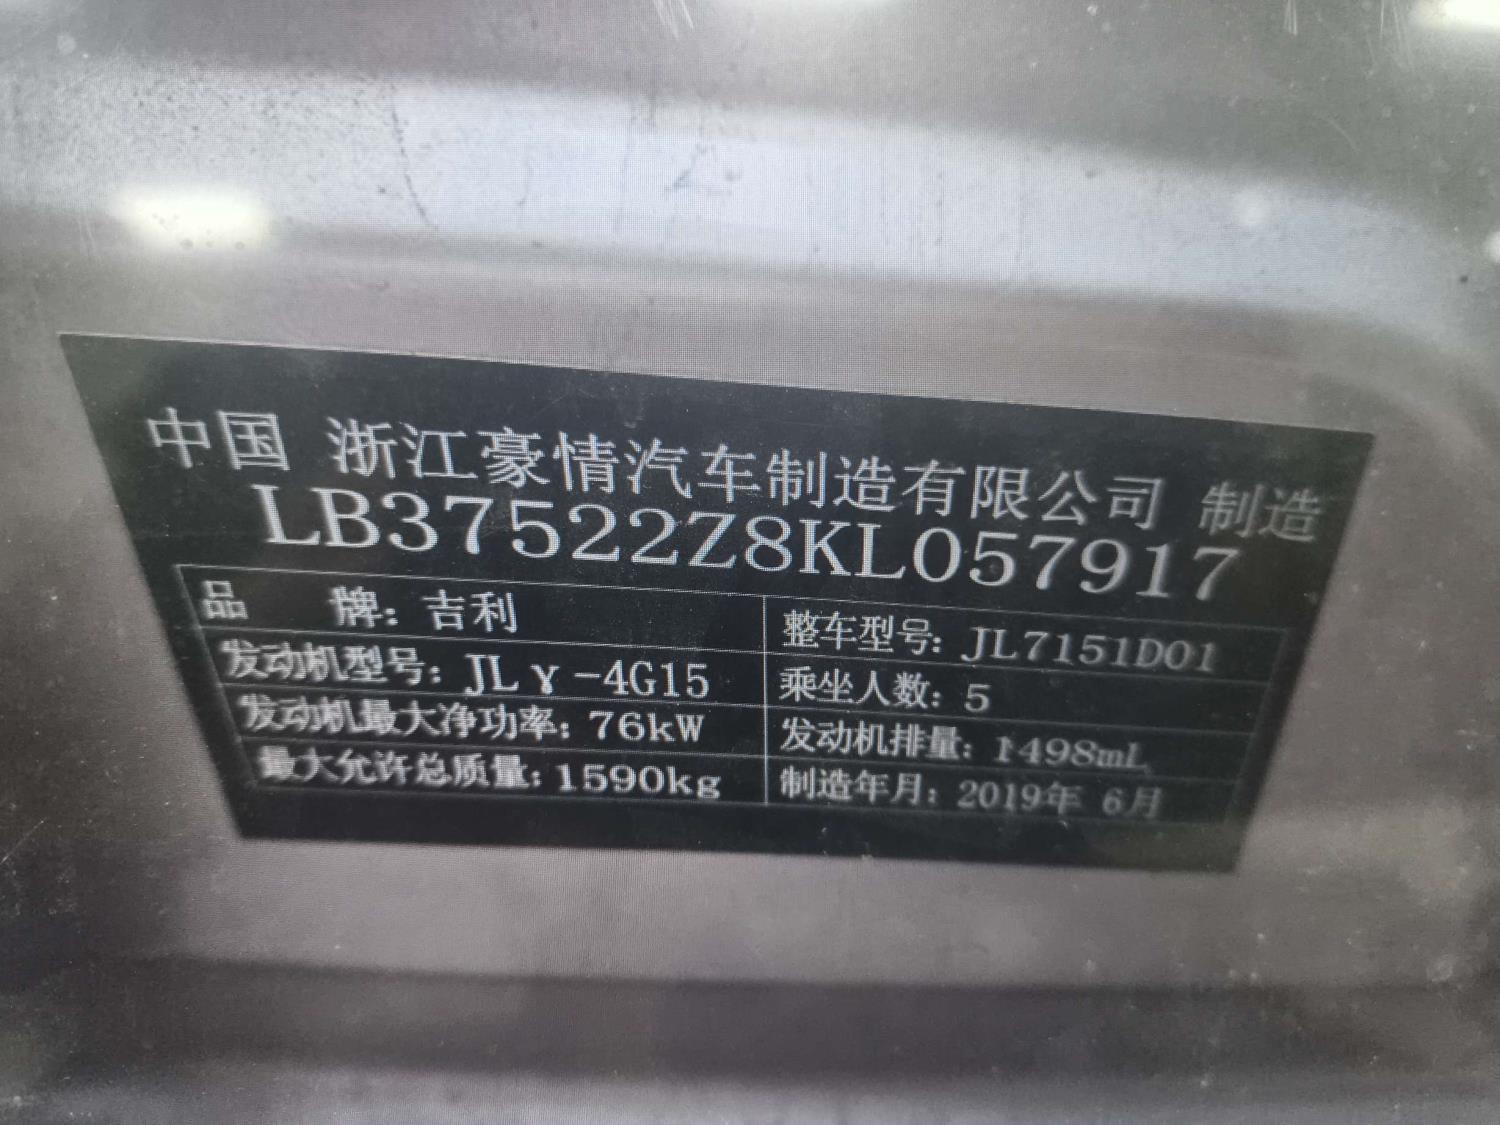 中国 浙江豪情汽车制造有限公司 制造
LB37522Z8KL057917
品 牌: 吉利 整车型号: JL7151D01
发动机型号: JLγ-4G15 乘坐人数: 5
发动机最大净功率: 76kW 发动机排量: 1498mL
最大允许总质量: 1590kg 制造年月: 2019年 6月